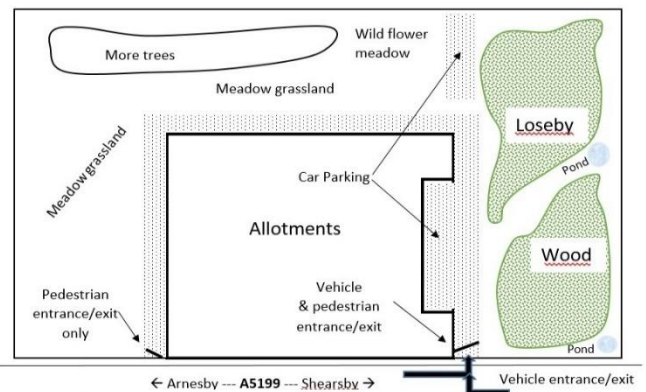 More trees
Wild flower
meadow
Meadow grassland
Loseby
Meadow grassland
Pond
Car Parking
Allotments
Wood
Pedestrian
entrance/exit
only
Vehicle
& pedestrian
entrance/exit
Pond
← Arnesby --- A5199 --- Shearsby →
Vehicle entrance/exit